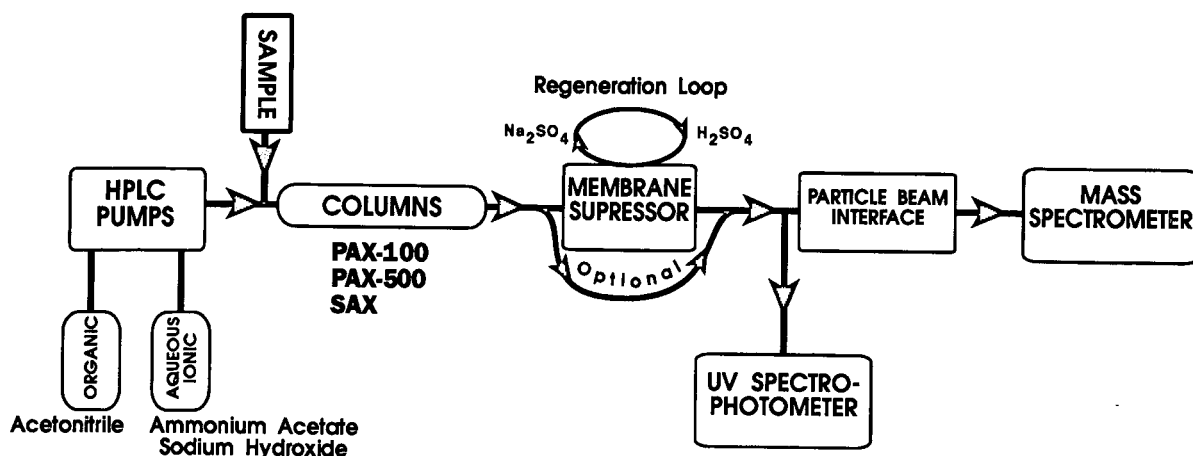 SAMPLE
Regeneration Loop
Na₂SO₄
H₂SO₄
HPLC
PUMPS
COLUMNS
MEMBRANE
SUPRESSOR
PARTICLE BEAM
INTERFACE
MASS
SPECTROMETER
PAX-100
PAX-500
SAX
Optional
ORGANIC
AQUEOUS
IONIC
UV SPECTRO-
PHOTOMETER
Acetonitrile
Ammonium Acetate
Sodium Hydroxide